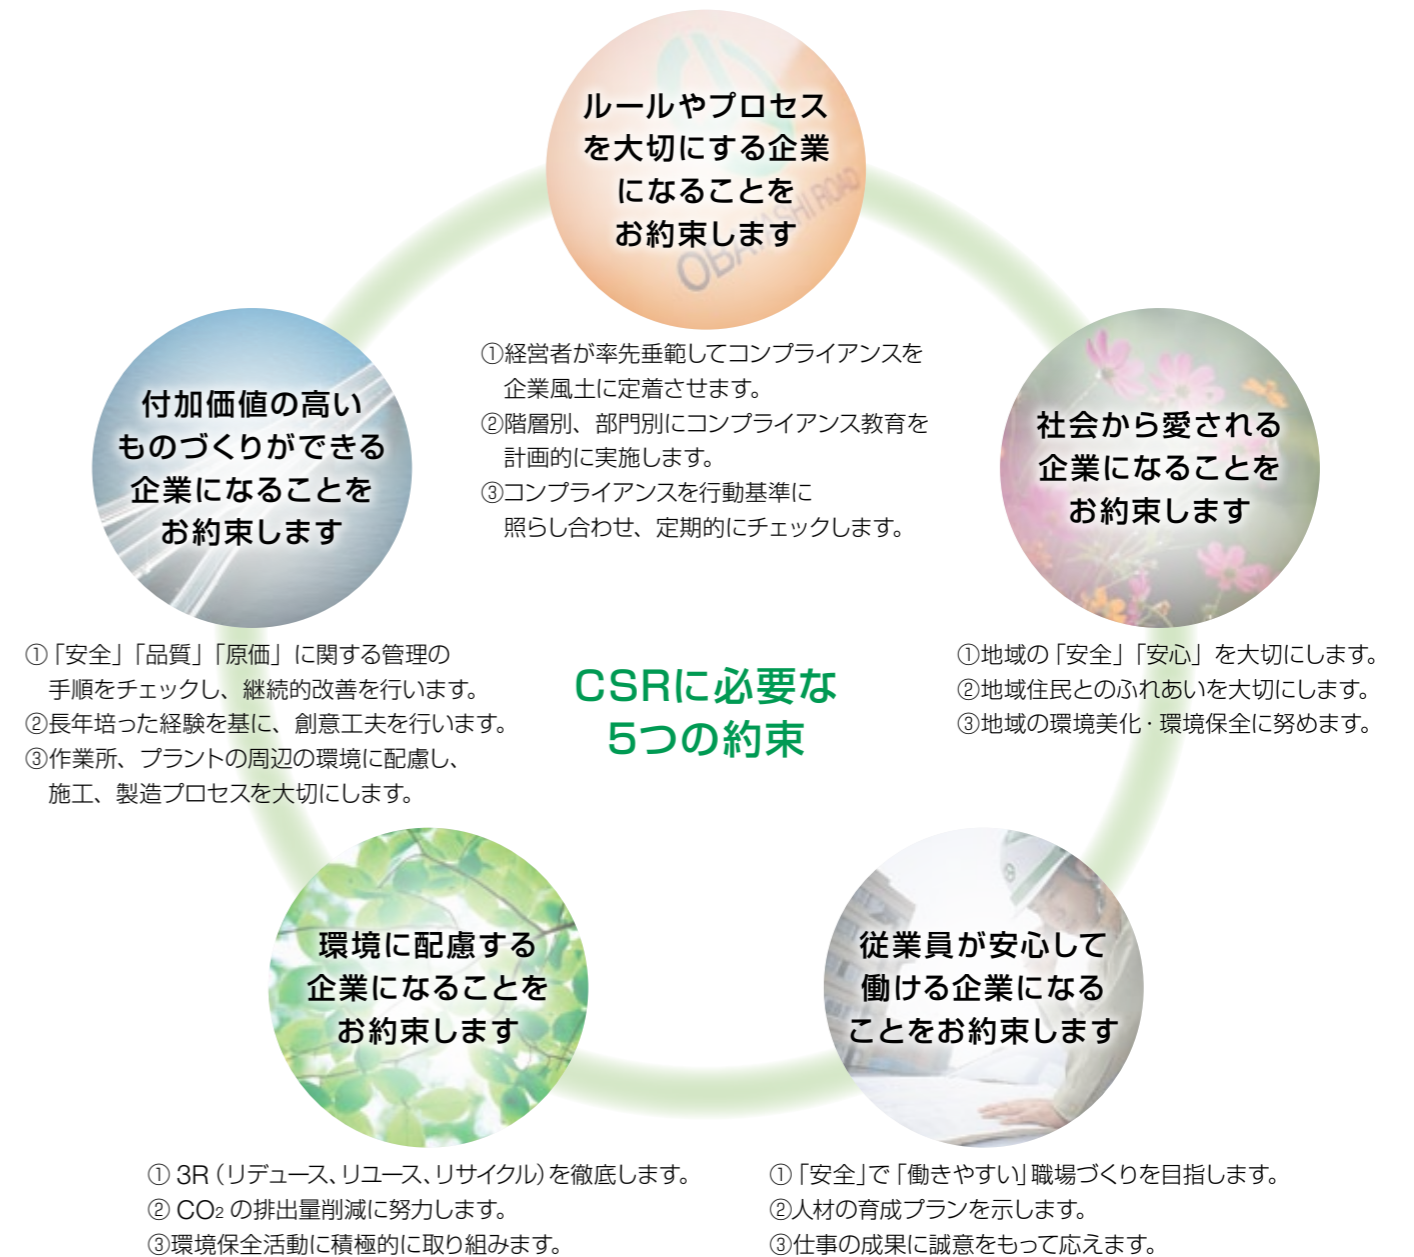 ルールやプロセス
を大切にする企業
になることを
お約束します
OBAYASHI ROAD
①経営者が率先垂範してコンプライアンスを
企業風土に定着させます。
②階層別、部門別にコンプライアンス教育を
計画的に実施します。
③コンプライアンスを行動基準に
照らし合わせ、定期的にチェックします。
社会から愛される
企業になることを
お約束します
①地域の「安全」「安心」を大切にします。
②地域住民とのふれあいを大切にします。
③地域の環境美化・環境保全に努めます。
付加価値の高い
ものづくりができる
企業になることを
お約束します
①「安全」「品質」「原価」に関する管理の
手順をチェックし、継続的改善を行います。
②長年培った経験を基に、創意工夫を行います。
③作業所、プラントの周辺の環境に配慮し、
施工、製造プロセスを大切にします。
CSRに必要な
5つの約束
環境に配慮する
企業になることを
お約束します
① 3R（リデュース、リユース、リサイクル）を徹底します。
② CO₂ の排出量削減に努力します。
③環境保全活動に積極的に取り組みます。
従業員が安心して
働ける企業になる
ことをお約束します
①「安全」で「働きやすい」職場づくりを目指します。
②人材の育成プランを示します。
③仕事の成果に誠意をもって応えます。